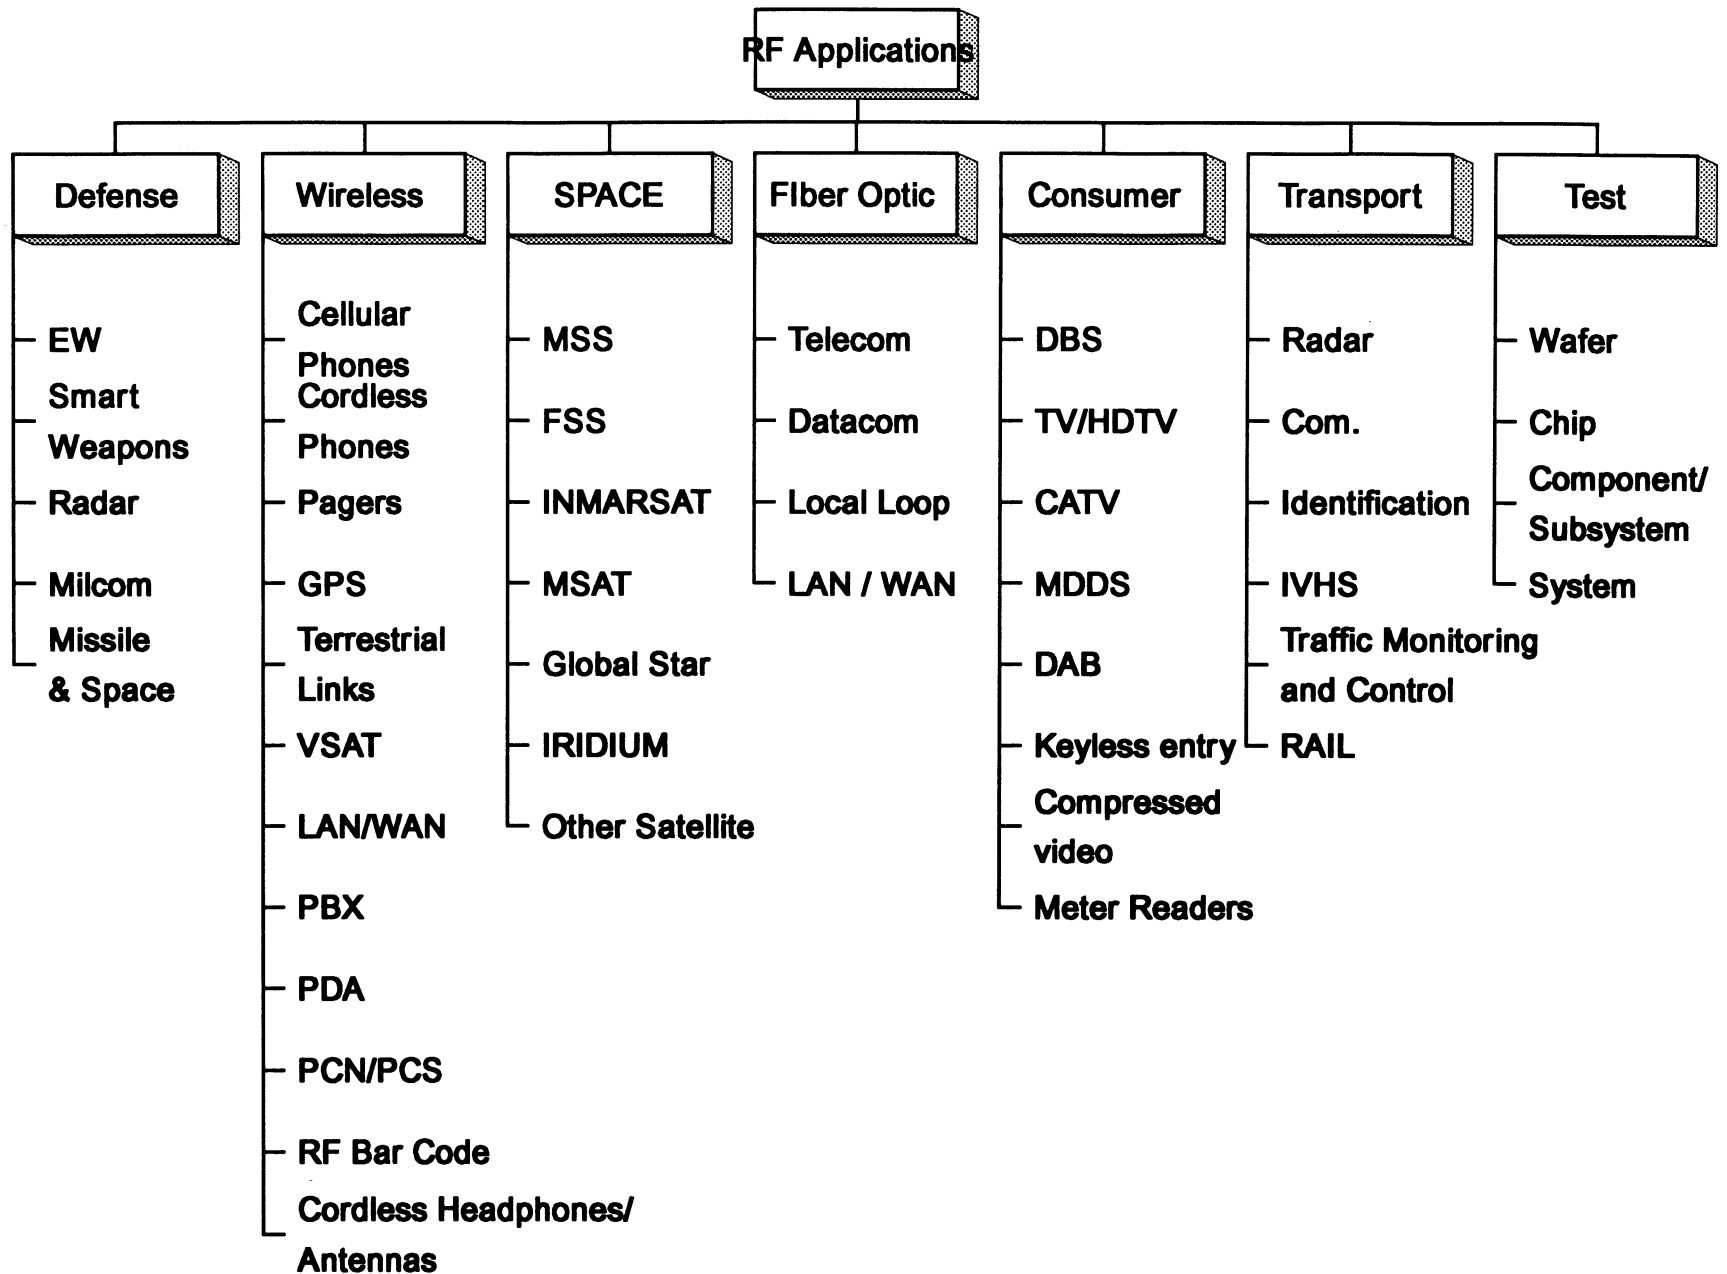 RF Applications
Defense
Wireless
SPACE
FIber Optic
Consumer
Transport
Test
EW
Smart
Weapons
Radar
Milcom
Missile
& Space
Cellular
Phones
Cordless
Phones
Pagers
GPS
Terrestrial
Links
VSAT
LAN/WAN
PBX
PDA
PCN/PCS
RF Bar Code
Cordless Headphones/
Antennas
MSS
FSS
INMARSAT
MSAT
Global Star
IRIDIUM
Other Satellite
Telecom
Datacom
Local Loop
LAN / WAN
DBS
TV/HDTV
CATV
MDDS
DAB
Keyless entry
Compressed
video
Meter Readers
Radar
Com.
Identification
IVHS
Traffic Monitoring
and Control
RAIL
Wafer
Chip
Component/
Subsystem
System